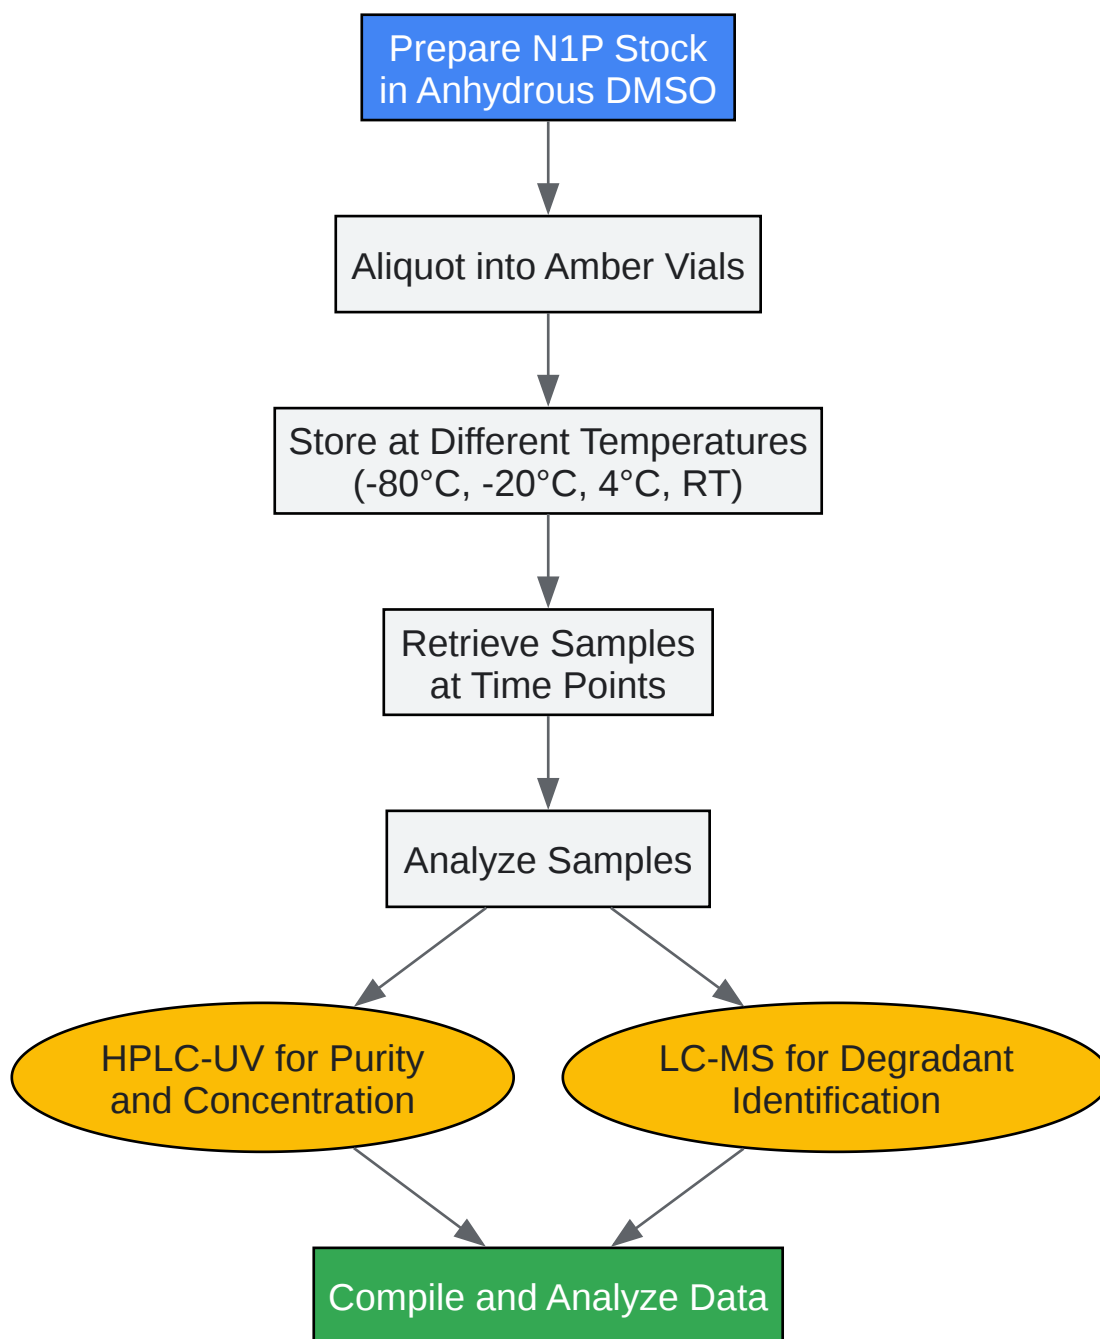 Prepare N1P Stock
in Anhydrous DMSO
Aliquot into Amber Vials
Store at Different Temperatures
(-80°C, -20°C, 4°C, RT)
Retrieve Samples
at Time Points
Analyze Samples
HPLC-UV for Purity
and Concentration
LC-MS for Degradant
Identification
Compile and Analyze Data